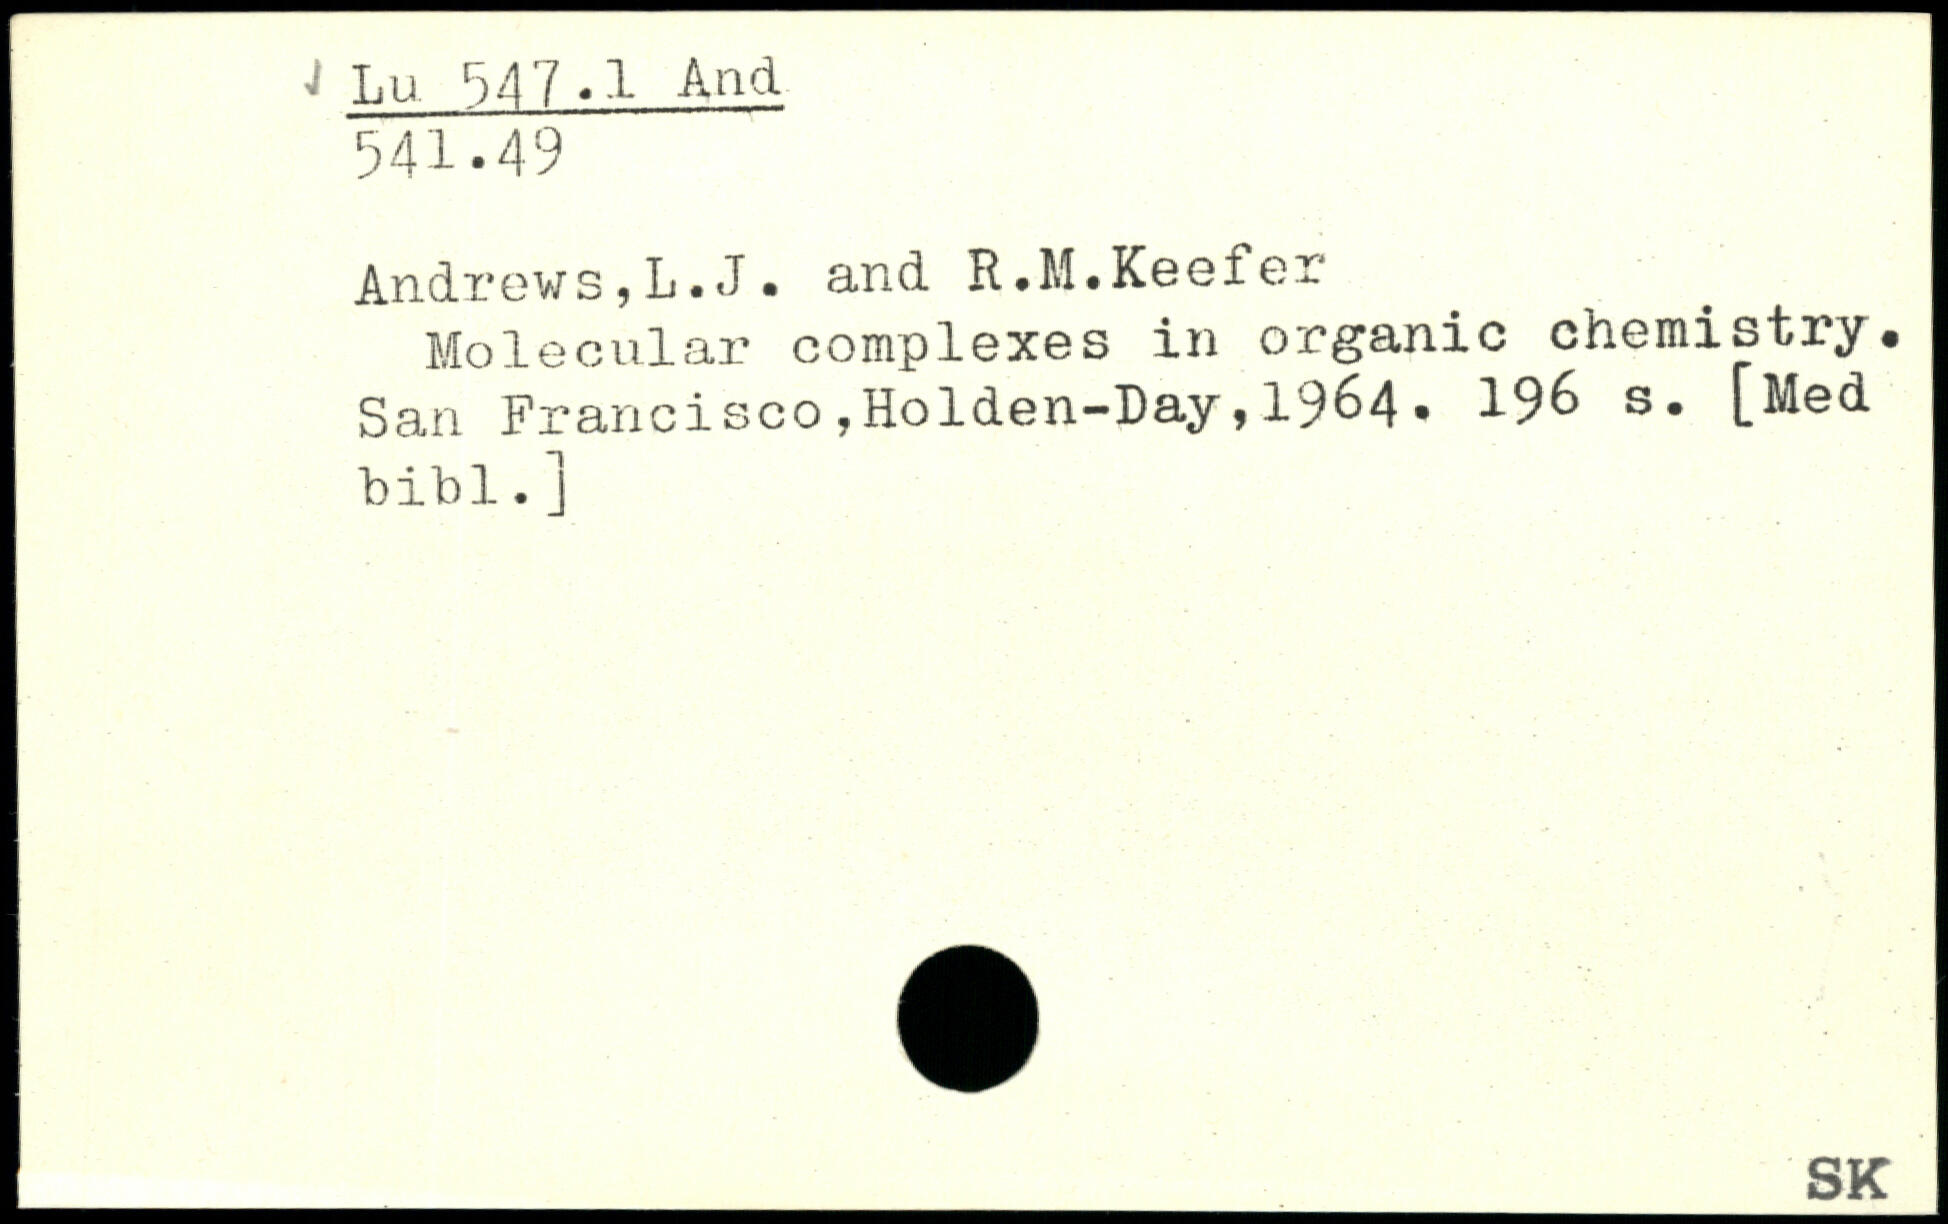 Lu 547.1 And
541.49
Andrews,L.J. and R.M.Keefer
Molecular complexes in organic chemistry.
San Francisco,Holden-Day,1964. 196 s. [Med
bibl.]
SK